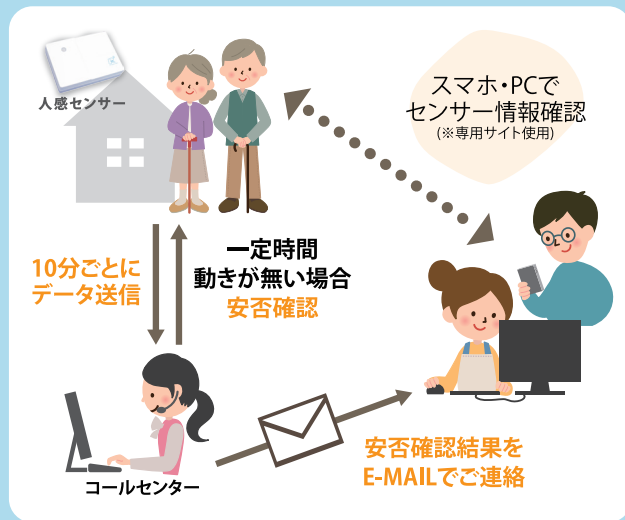 人感センサー
スマホ・PCで
センサー情報確認
(※専用サイト使用)
10分ごとに
データ送信
一定時間
動きが無い場合
安否確認
コールセンター
安否確認結果を
E-MAILでご連絡